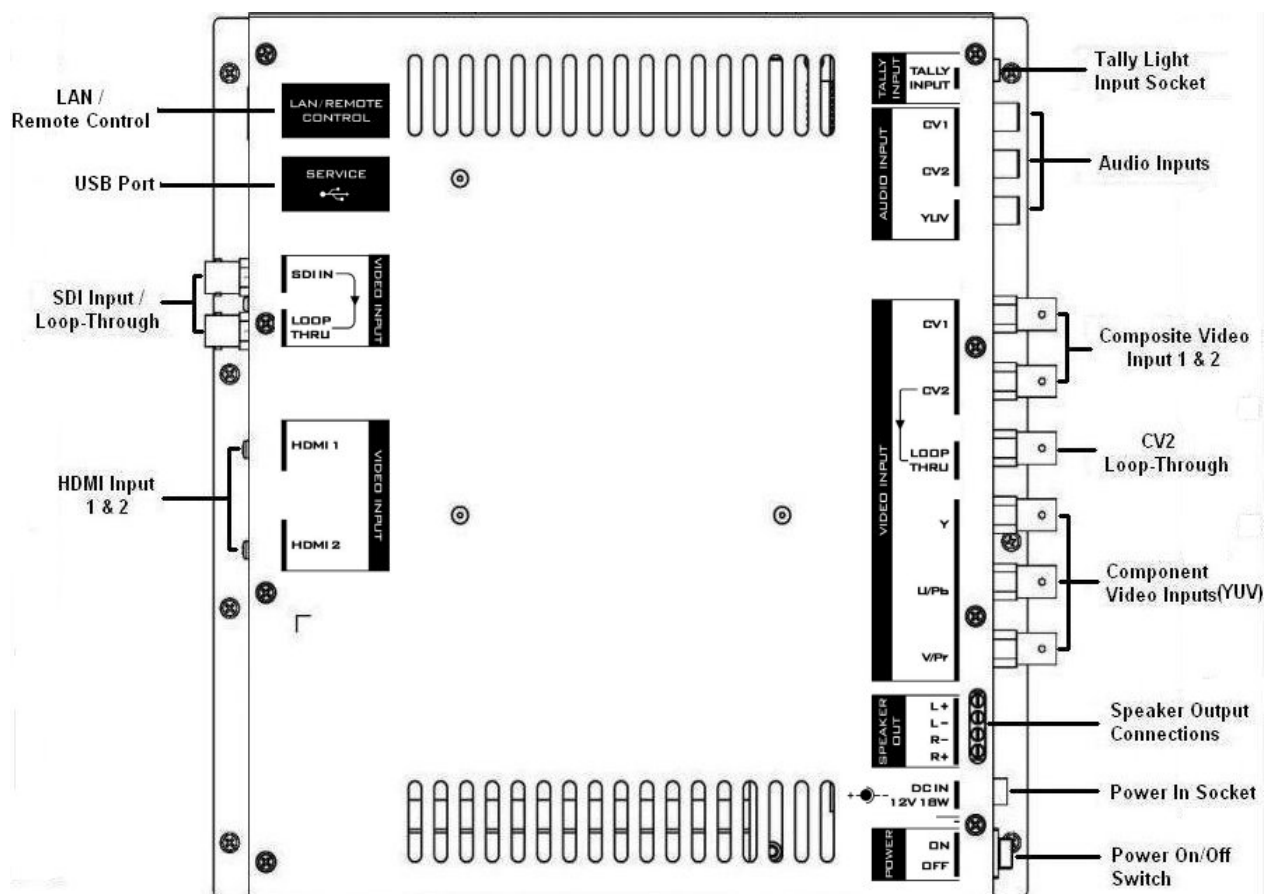 LAN /
Remote Control
USB Port
SDI Input /
Loop-Through
HDMI Input
1 & 2
LAN/REMOTE
CONTROL
SERVICE
SDI IN
LOOP
THRU
VIDEO INPUT
HDMI 1
HDMI 2
VIDEO INPUT
TALLY
INPUT
TALLY
INPUT
AUDIO INPUT
CV1
CV2
YUV
VIDEO INPUT
CV1
CV2
LOOP
THRU
Y
U/Pb
V/Pr
SPEAKER
OUT
L+
L-
R-
R+
DC IN
12V 18W
POWER
ON
OFF
Tally Light
Input Socket
Audio Inputs
Composite Video
Input 1 & 2
CV2
Loop-Through
Component
Video Inputs(YUV)
Speaker Output
Connections
Power In Socket
Power On/Off
Switch